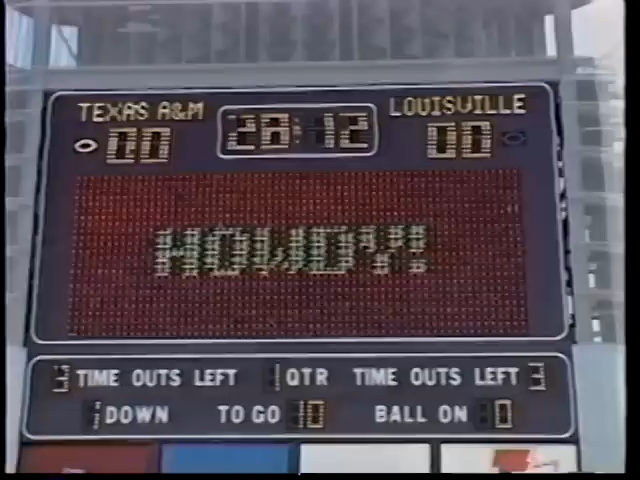 TEXAS A&M LOUISVILLE
00 28:12 00
HOWDY!!
3 TIME OUTS LEFT 1 QTR TIME OUTS LEFT 3
1 DOWN TO GO 10 BALL ON 0